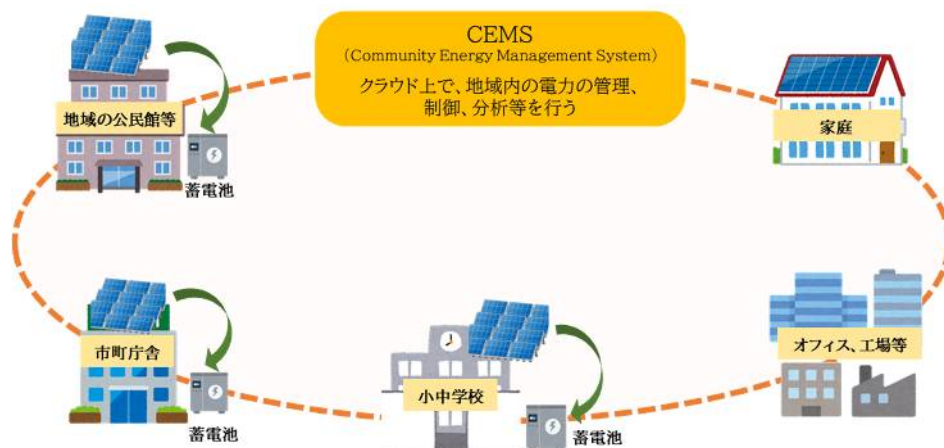 CEMS
(Community Energy Management System)
クラウド上で、地域内の電力の管理、
制御、分析等を行う
地域の公民館等
蓄電池
家庭
市町庁舎
蓄電池
小中学校
蓄電池
オフィス、工場等